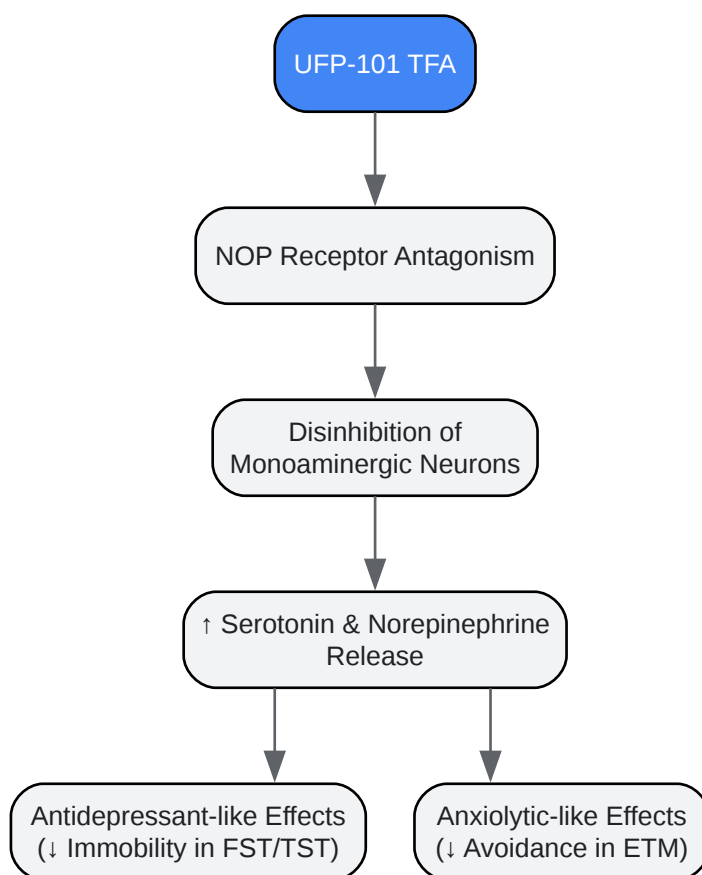 UFP-101 TFA
NOP Receptor Antagonism
Disinhibition of
Monoaminergic Neurons
↑ Serotonin & Norepinephrine
Release
Antidepressant-like Effects
(↓ Immobility in FST/TST)
Anxiolytic-like Effects
(↓ Avoidance in ETM)